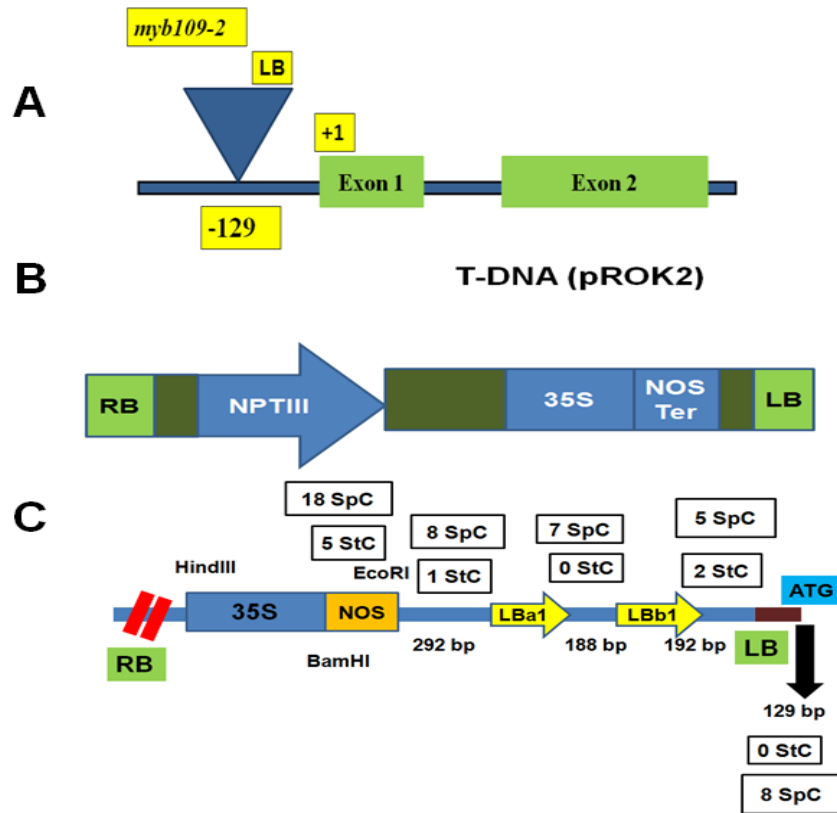 A
myb109-2
LB
+1
Exon 1
Exon 2
-129
B
T-DNA (pROK2)
RB
NPTIII
35S
NOS
Ter
LB
C
18 SpC
5 StC
8 SpC
1 StC
7 SpC
0 StC
5 SpC
2 StC
HindIII
EcoRI
ATG
35S
NOS
LBa1
LBb1
RB
BamHI
292 bp
188 bp
192 bp
LB
129 bp
0 StC
8 SpC